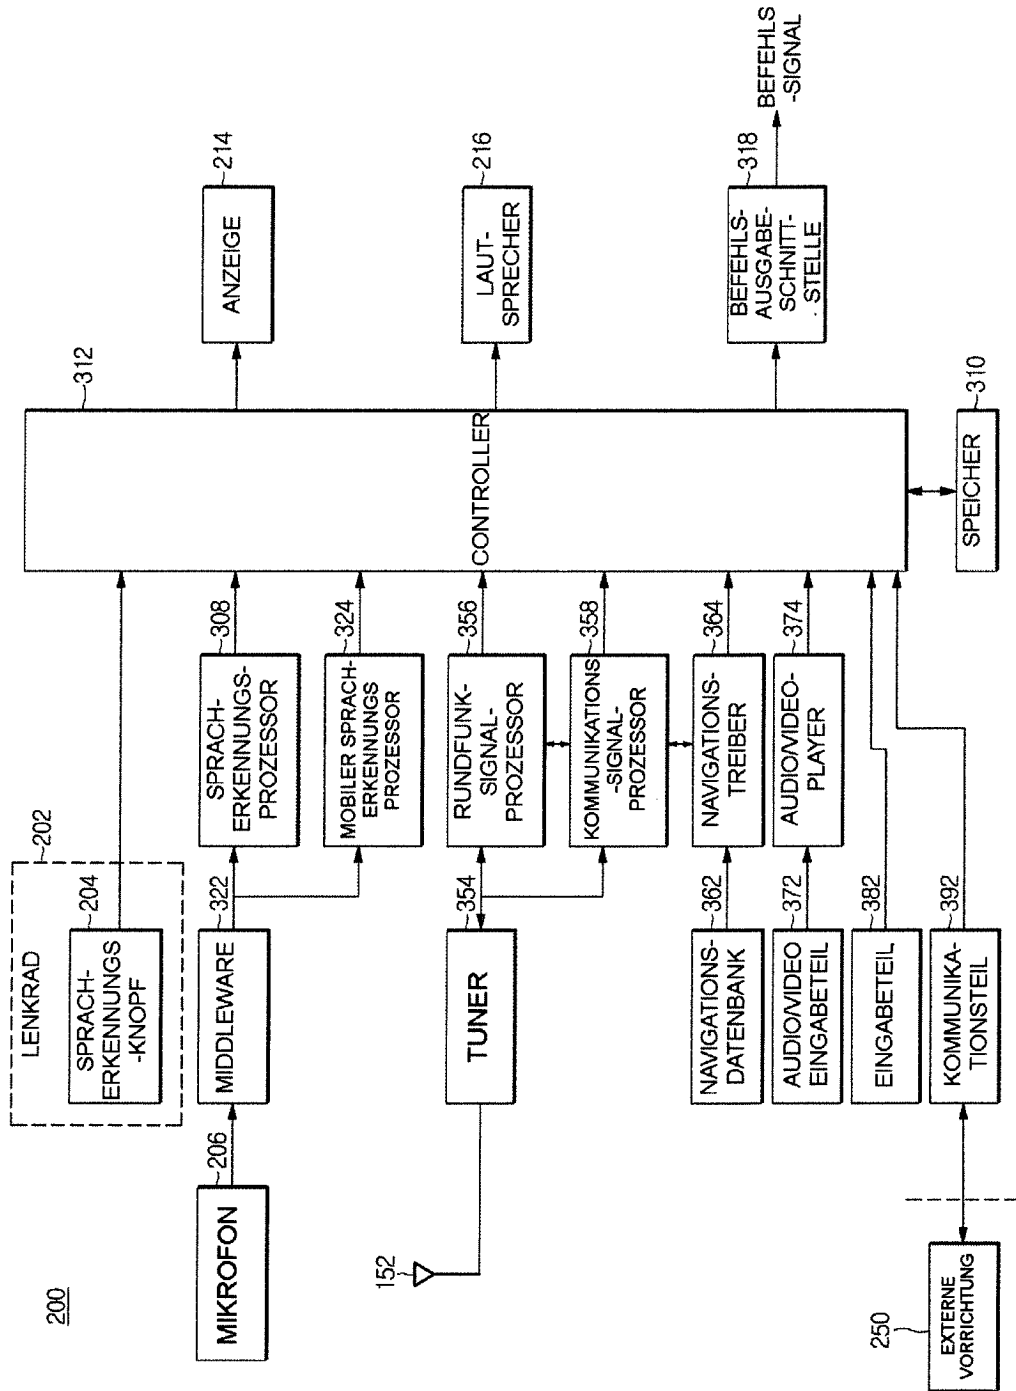 200
LENKRAD
202
SPRACH-
ERKENNUNGS
-KNOPF
204
MIKROFON
206
MIDDLEWARE
322
SPRACH-
ERKENNUNGS-
PROZESSOR
308
MOBILER SPRACH-
ERKENNUNGS
PROZESSOR
324
152
TUNER
354
RUNDFUNK-
SIGNAL-
PROZESSOR
356
KOMMUNIKATIONS
-SIGNAL-
PROZESSOR
358
NAVIGATIONS-
DATENBANK
362
NAVIGATIONS-
TREIBER
364
AUDIO/VIDEO
EINGABETEIL
372
AUDIO/VIDEO-
PLAYER
374
EINGABETEIL
382
KOMMUNIKA-
TIONSTEIL
392
EXTERNE
VORRICHTUNG
250
CONTROLLER
312
SPEICHER
310
ANZEIGE
214
LAUT-
SPRECHER
216
BEFEHLS-
AUSGABE-
SCHNITT-
STELLE
318
BEFEHLS
-SIGNAL